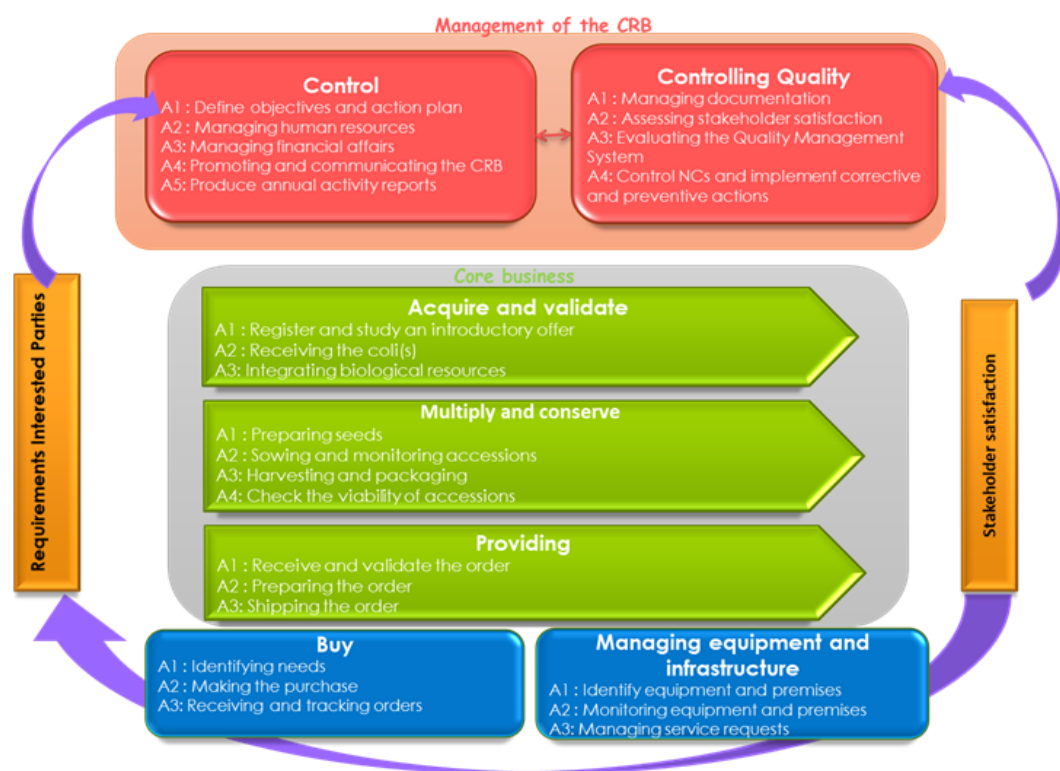 Management of the CRB
Control
A1 : Define objectives and action plan
A2 : Managing human resources
A3: Managing financial affairs
A4: Promoting and communicating the CRB
A5: Produce annual activity reports
Controlling Quality
A1 : Managing documentation
A2 : Assessing stakeholder satisfaction
A3: Evaluating the Quality Management
System
A4: Control NCs and implement corrective
and preventive actions
Requirements Interested Parties
Core business
Acquire and validate
A1 : Register and study an introductory offer
A2 : Receiving the coli(s)
A3: Integrating biological resources
Multiply and conserve
A1 : Preparing seeds
A2 : Sowing and monitoring accessions
A3: Harvesting and packaging
A4: Check the viability of accessions
Providing
A1 : Receive and validate the order
A2 : Preparing the order
A3: Shipping the order
Stakeholder satisfaction
Buy
A1 : Identifying needs
A2 : Making the purchase
A3: Receiving and tracking orders
Managing equipment and
infrastructure
A1 : Identify equipment and premises
A2 : Monitoring equipment and premises
A3: Managing service requests